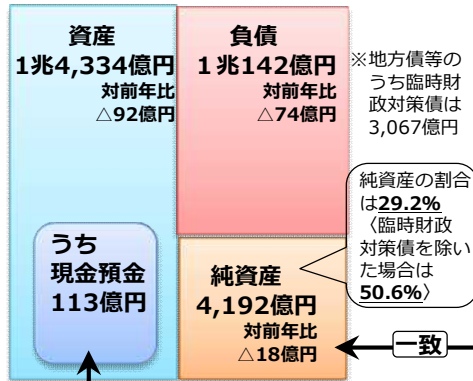 資産
1兆4,334億円
対前年比
△92億円
うち
現金預金
113億円
負債
1兆142億円
対前年比
△74億円
純資産
4,192億円
対前年比
△18億円
※地方債等の
うち臨時財
政対策債は
3,067億円
純資産の割合
は29.2%
〈臨時財政
対策債を除い
た場合は
50.6%〉
一致